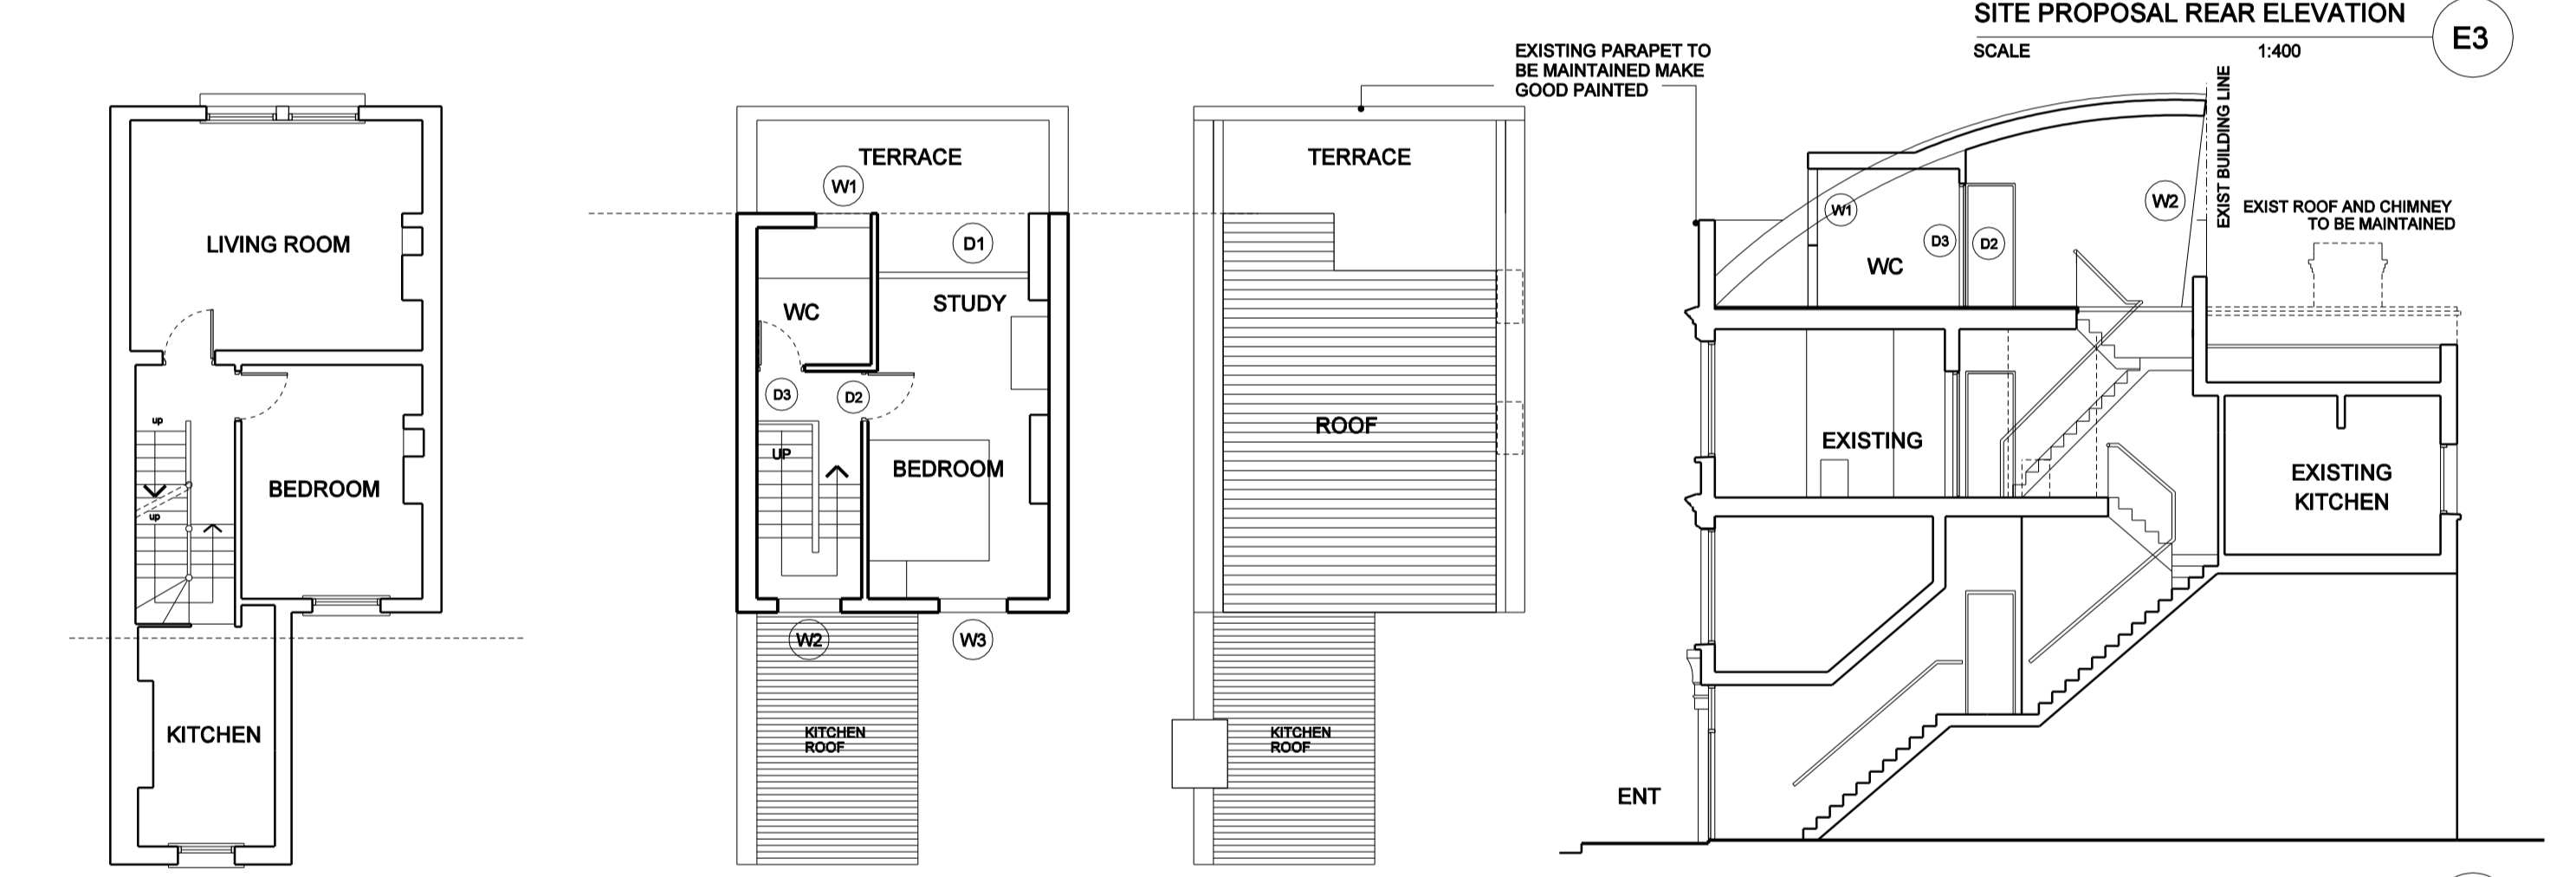 SITE PROPOSAL REAR ELEVATION
SCALE 1:400
E3
LIVING ROOM
up
up
BEDROOM
KITCHEN
TERRACE
W1
D1
WC
STUDY
D3
D2
UP
BEDROOM
W2
W3
KITCHEN
ROOF
TERRACE
ROOF
KITCHEN
ROOF
EXISTING PARAPET TO
BE MAINTAINED MAKE
GOOD PAINTED
EXIST BUILDING LINE
W1
W2
D3
D2
WC
EXIST ROOF AND CHIMNEY
TO BE MAINTAINED
EXISTING
EXISTING
KITCHEN
ENT